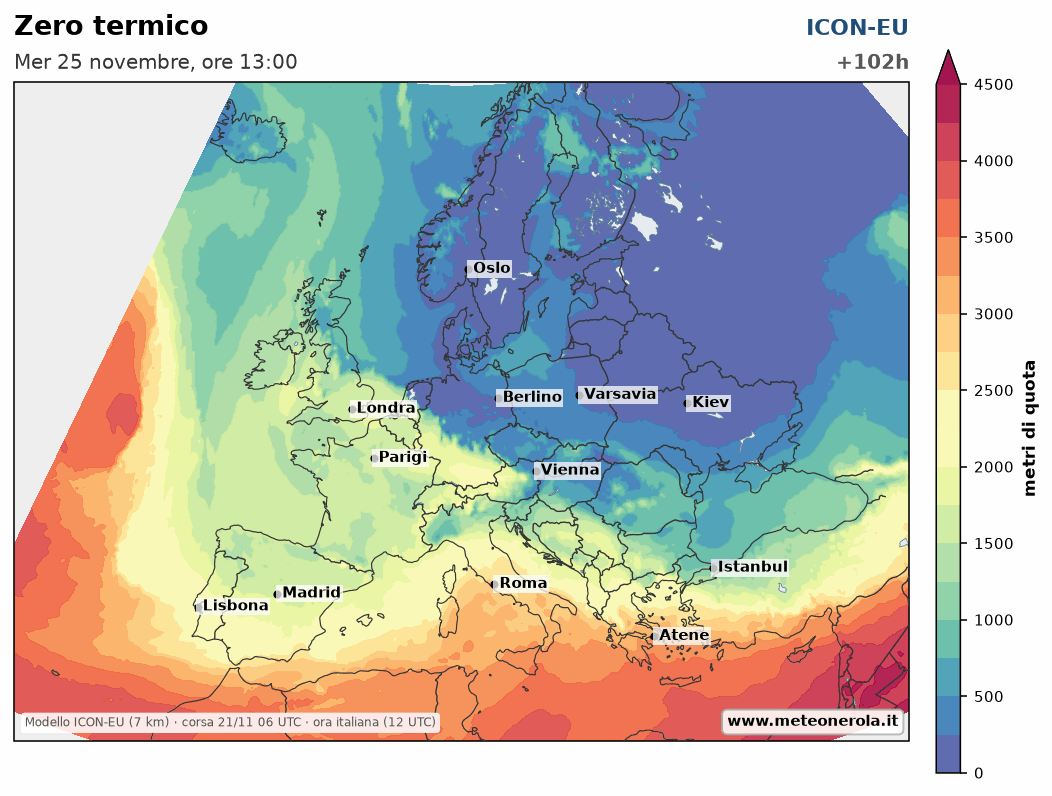 Zero termico
ICON-EU
Mer 25 novembre, ore 13:00
+102h
4500
4000
3500
3000
2500
2000
1500
1000
500
0
metri di quota
Oslo
Berlino
Varsavia
Kiev
Londra
Parigi
Vienna
Istanbul
Roma
Madrid
Lisbona
Atene
Modello ICON-EU (7 km) · corsa 21/11 06 UTC · ora italiana (12 UTC)
www.meteonerola.it